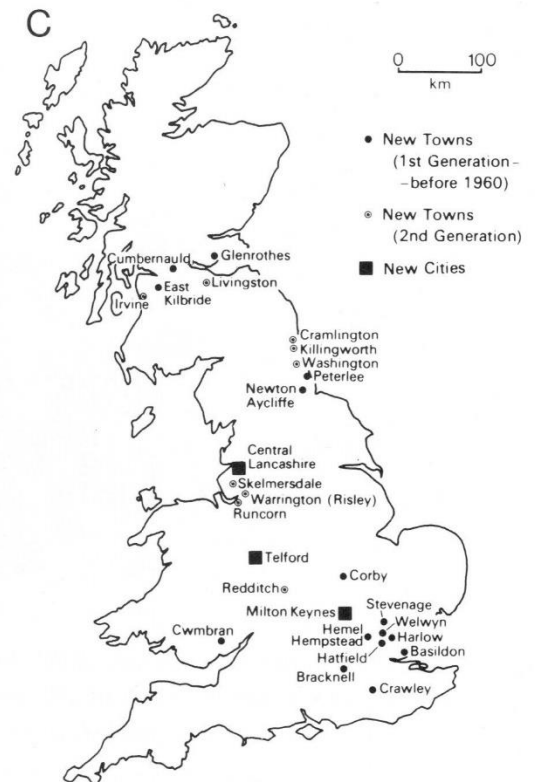 C
0 100
km
New Towns
(1st Generation–
–before 1960)
New Towns
(2nd Generation)
New Cities
Cumbernauld
Glenrothes
East
Kilbride
Livingston
Irvine
Cramlington
Killingworth
Washington
Peterlee
Newton
Aycliffe
Central
Lancashire
Skelmersdale
Warrington (Risley)
Runcorn
Telford
Corby
Redditch
Milton Keynes
Stevenage
Welwyn
Hemel
Hempstead
Harlow
Hatfield
Basildon
Cwmbran
Bracknell
Crawley